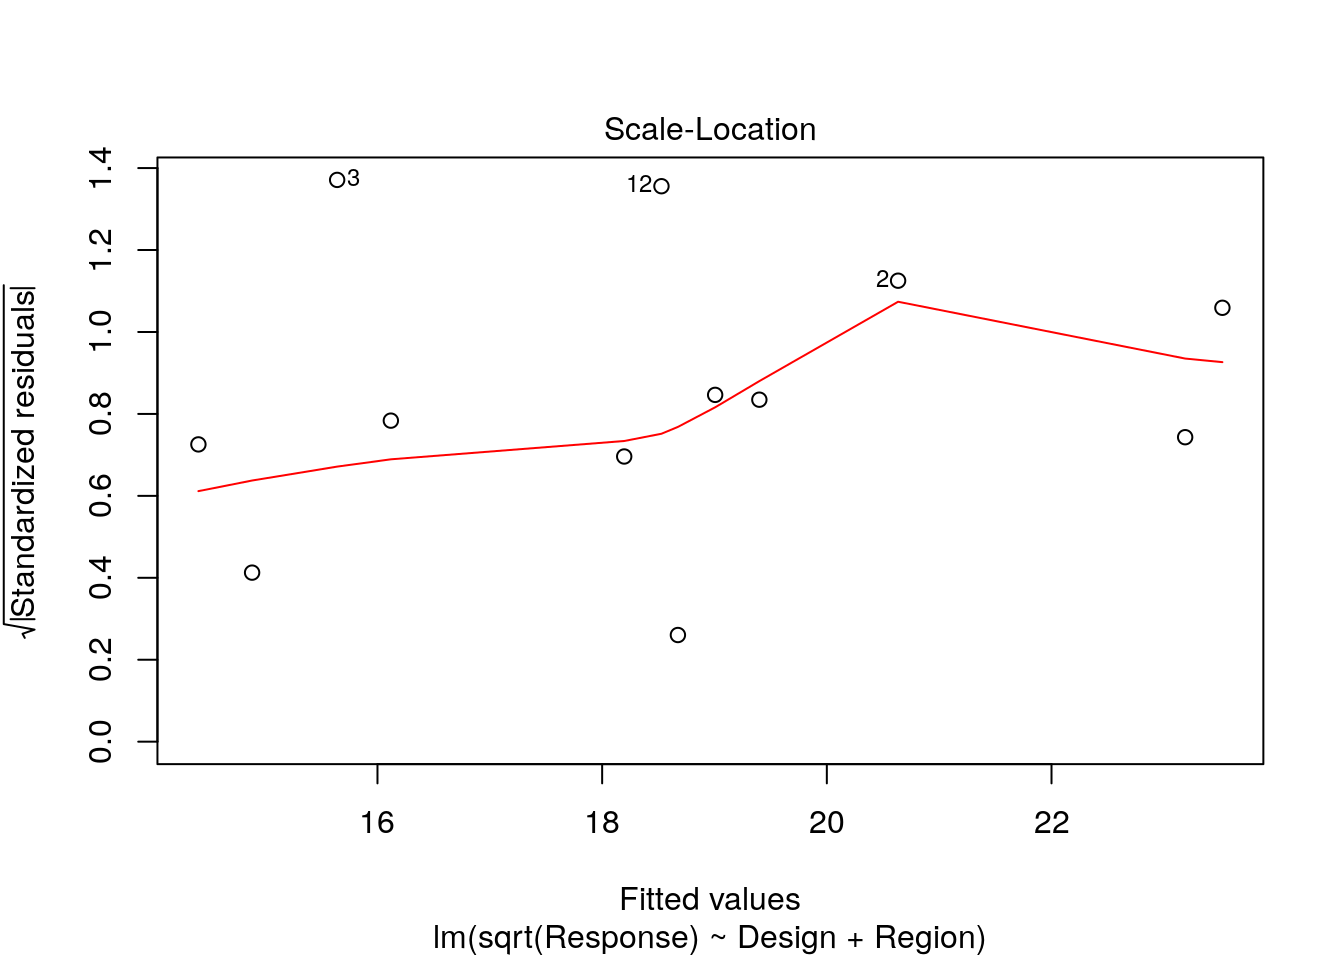 Scale-Location
√|Standardized residuals|
1.4
1.2
1.0
0.8
0.6
0.4
0.2
0.0
3
12
2
16 18 20 22
Fitted values
lm(sqrt(Response) ~ Design + Region)